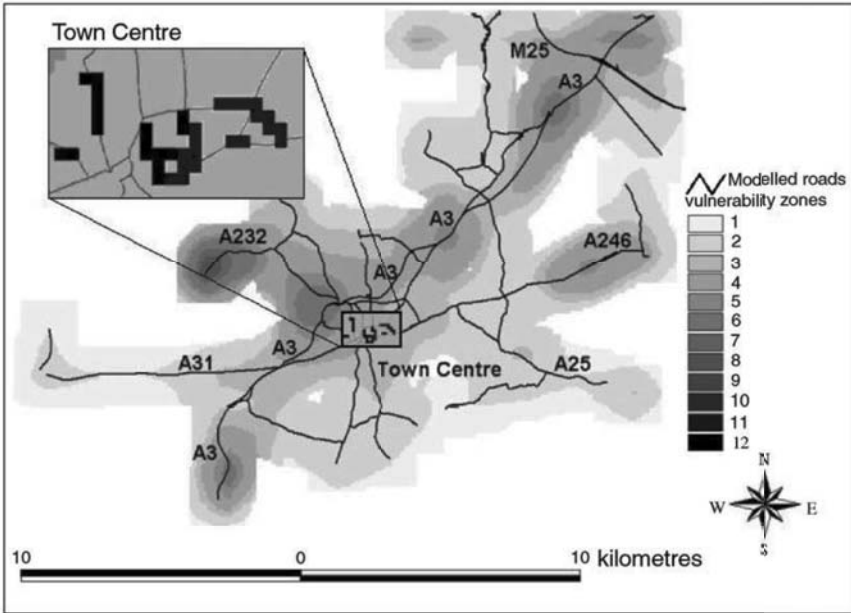 Town Centre
M25
A3
A3
A232
A246
A3
A3
A31
Town Centre
A25
A3
Modelled roads
vulnerability zones
1
2
3
4
5
6
7
8
9
10
11
12
N
W E
S
10 0 10 kilometres